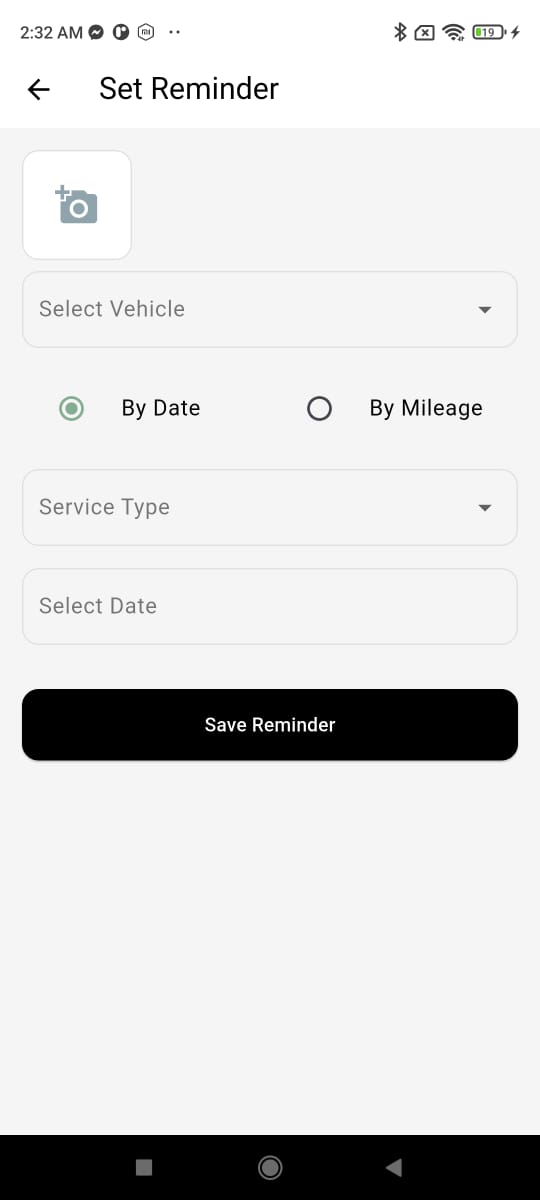 2:32 AM
19
Set Reminder
Select Vehicle
By Date
By Mileage
Service Type
Select Date
Save Reminder